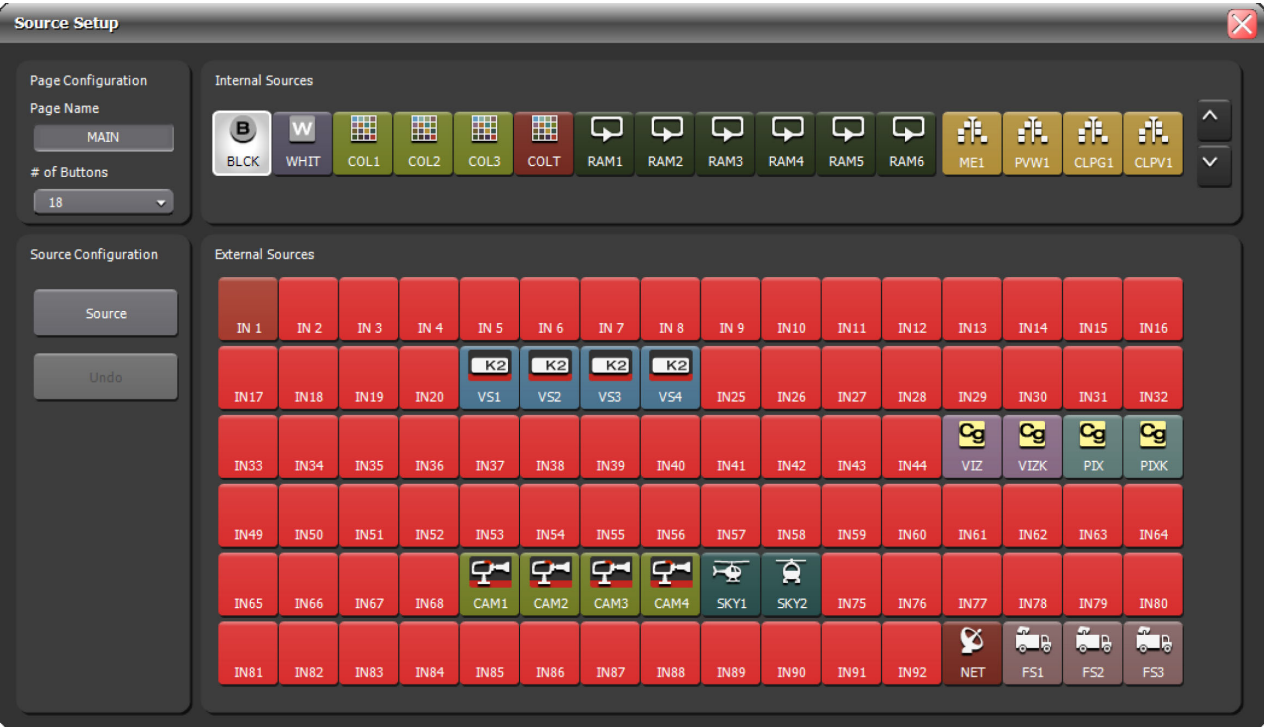 Source Setup
Page Configuration
Page Name
MAIN
# of Buttons
18
Internal Sources
B W
BLCK WHIT COL1 COL2 COL3 COLT RAM1 RAM2 RAM3 RAM4 RAM5 RAM6 ME1 PVW1 CLPG1 CLPV1
Source Configuration
Source
Undo
External Sources
IN 1 IN 2 IN 3 IN 4 IN 5 IN 6 IN 7 IN 8 IN 9 IN10 IN11 IN12 IN13 IN14 IN15 IN16
K2 K2 K2 K2
IN17 IN18 IN19 IN20 VS1 VS2 VS3 VS4 IN25 IN26 IN27 IN28 IN29 IN30 IN31 IN32
Cg Cg Cg Cg
IN33 IN34 IN35 IN36 IN37 IN38 IN39 IN40 IN41 IN42 IN43 IN44 VIZ VIZK PIX PIXK
IN49 IN50 IN51 IN52 IN53 IN54 IN55 IN56 IN57 IN58 IN59 IN60 IN61 IN62 IN63 IN64
IN65 IN66 IN67 IN68 CAM1 CAM2 CAM3 CAM4 SKY1 SKY2 IN75 IN76 IN77 IN78 IN79 IN80
IN81 IN82 IN83 IN84 IN85 IN86 IN87 IN88 IN89 IN90 IN91 IN92 NET FS1 FS2 FS3